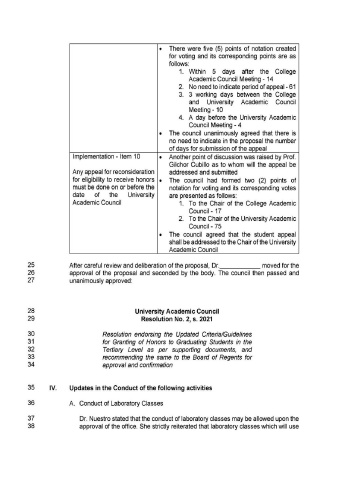 • There were five (5) points of notation created
for voting and its corresponding points are as
follows:
1. Within 5 days after the College
Academic Council Meeting - 14
2. No need to indicate period of appeal - 61
3. 3 working days between the College
and University Academic Council
Meeting - 10
4. A day before the University Academic
Council Meeting - 4
• The council unanimously agreed that there is
no need to indicate in the proposal the number
of days for submission of the appeal
Implementation - Item 10
Any appeal for reconsideration
for eligibility to receive honors
must be done on or before the
date of the University
Academic Council
• Another point of discussion was raised by Prof.
Gilchor Cubillo as to whom will the appeal be
addressed and submitted
• The council had formed two (2) points of
notation for voting and its corresponding votes
are presented as follows:
1. To the Chair of the College Academic
Council - 17
2. To the Chair of the University Academic
Council - 75
• The council agreed that the student appeal
shall be addressed to the Chair of the University
Academic Council
25 After careful review and deliberation of the proposal, Dr.____________ moved for the
26 approval of the proposal and seconded by the body. The council then passed and
27 unanimously approved:
28 University Academic Council
29 Resolution No. 2, s. 2021
30 Resolution endorsing the Updated Criteria/Guidelines
31 for Granting of Honors to Graduating Students in the
32 Tertiary Level as per supporting documents, and
33 recommending the same to the Board of Regents for
34 approval and confirmation
35 IV. Updates in the Conduct of the following activities
36 A. Conduct of Laboratory Classes
37 Dr. Nuestro stated that the conduct of laboratory classes may be allowed upon the
38 approval of the office. She strictly reiterated that laboratory classes which will use